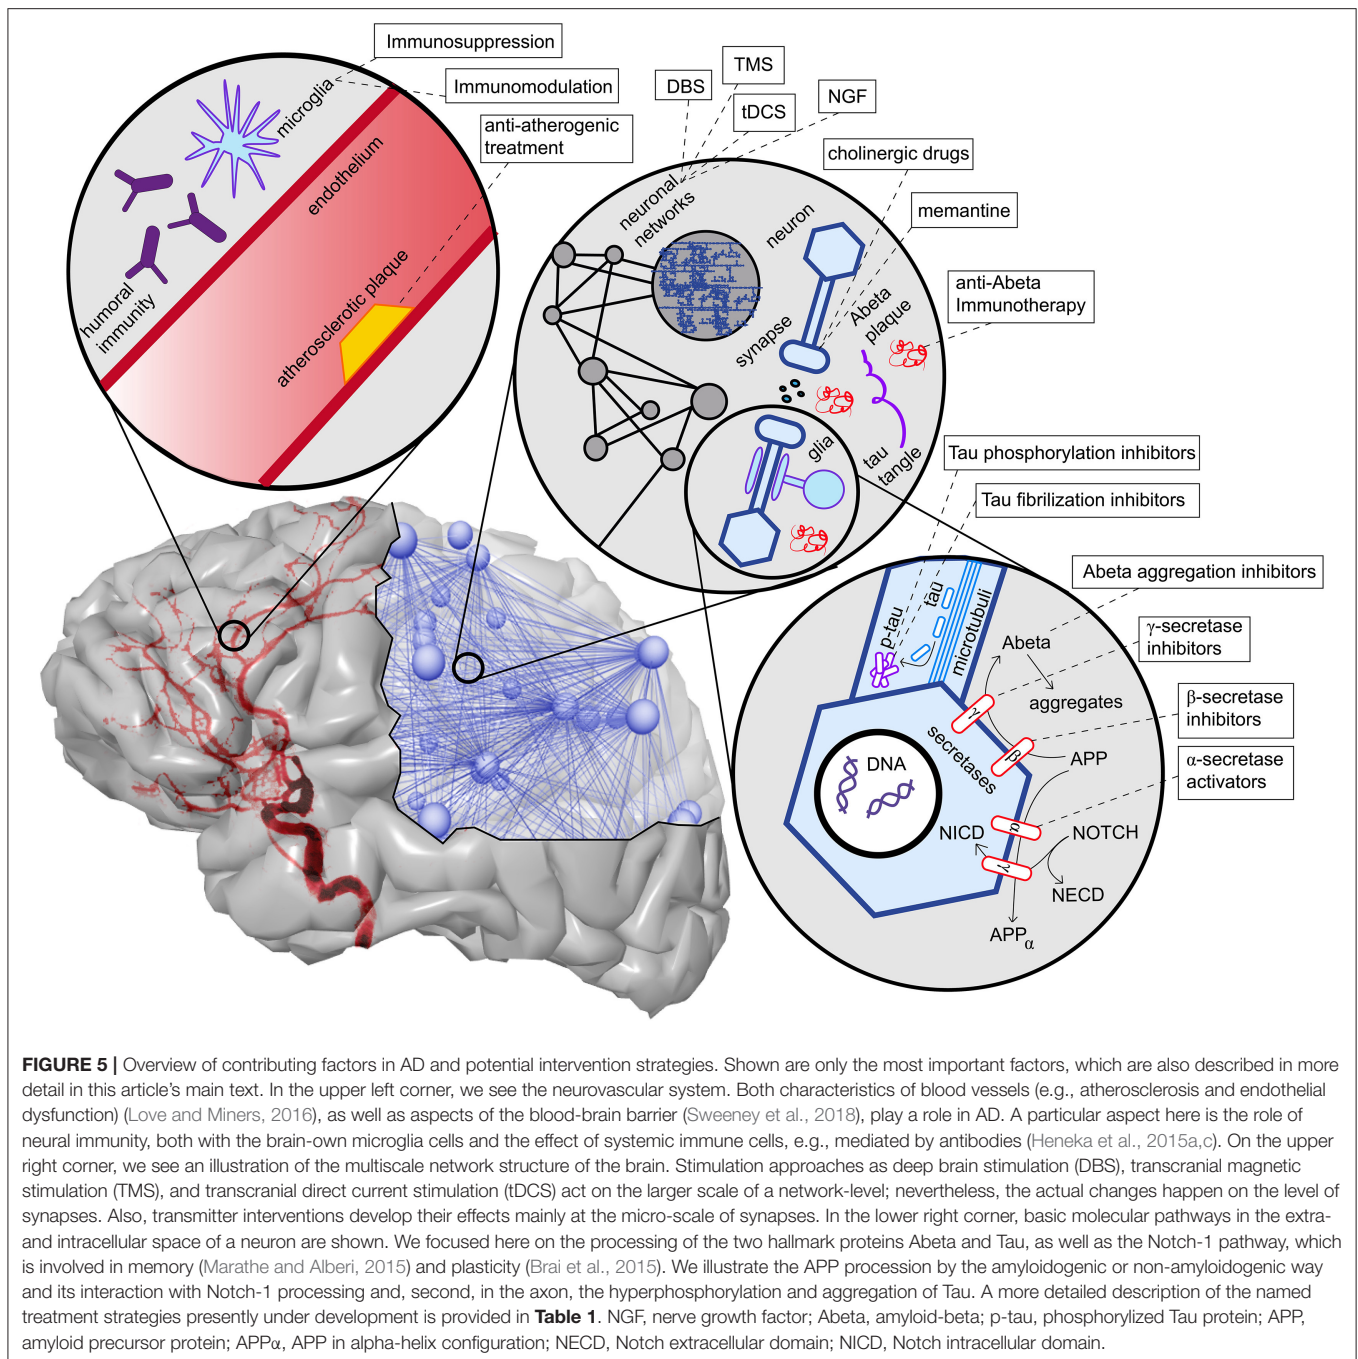 Immunosuppression
Immunomodulation
anti-atherogenic
treatment
microglia
endothelium
humoral
immunity
atherosclerotic plaque
DBS
TMS
tDCS
NGF
cholinergic drugs
memantine
anti-Abeta
Immunotherapy
neuronal
networks
neuron
synapse
Abeta
plaque
glia
tau
tangle
Tau phosphorylation inhibitors
Tau fibrilization inhibitors
Abeta aggregation inhibitors
γ-secretase
inhibitors
β-secretase
inhibitors
α-secretase
activators
p-tau
tau
microtubuli
Abeta
aggregates
γ
β
secretases
APP
DNA
NICD
α
γ
NOTCH
NECD
APPα
FIGURE 5 | Overview of contributing factors in AD and potential intervention strategies. Shown are only the most important factors, which are also described in more
detail in this article's main text. In the upper left corner, we see the neurovascular system. Both characteristics of blood vessels (e.g., atherosclerosis and endothelial
dysfunction) (Love and Miners, 2016), as well as aspects of the blood-brain barrier (Sweeney et al., 2018), play a role in AD. A particular aspect here is the role of
neural immunity, both with the brain-own microglia cells and the effect of systemic immune cells, e.g., mediated by antibodies (Heneka et al., 2015a,c). On the upper
right corner, we see an illustration of the multiscale network structure of the brain. Stimulation approaches as deep brain stimulation (DBS), transcranial magnetic
stimulation (TMS), and transcranial direct current stimulation (tDCS) act on the larger scale of a network-level; nevertheless, the actual changes happen on the level of
synapses. Also, transmitter interventions develop their effects mainly at the micro-scale of synapses. In the lower right corner, basic molecular pathways in the extra-
and intracellular space of a neuron are shown. We focused here on the processing of the two hallmark proteins Abeta and Tau, as well as the Notch-1 pathway, which
is involved in memory (Marathe and Alberi, 2015) and plasticity (Brai et al., 2015). We illustrate the APP procession by the amyloidogenic or non-amyloidogenic way
and its interaction with Notch-1 processing and, second, in the axon, the hyperphosphorylation and aggregation of Tau. A more detailed description of the named
treatment strategies presently under development is provided in Table 1. NGF, nerve growth factor; Abeta, amyloid-beta; p-tau, phosphorylized Tau protein; APP,
amyloid precursor protein; APPα, APP in alpha-helix configuration; NECD, Notch extracellular domain; NICD, Notch intracellular domain.